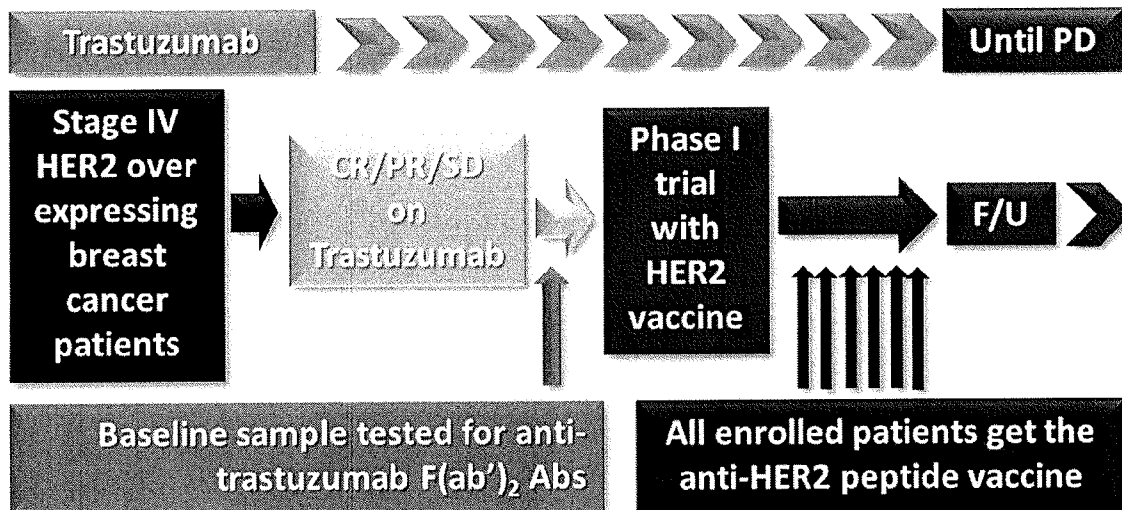 Trastuzumab
Until PD
Stage IV
HER2 over
expressing
breast
cancer
patients
CR/PR/SD
on
Trastuzumab
Phase I
trial
with
HER2
vaccine
F/U
Baseline sample tested for anti-
trastuzumab F(ab')₂ Abs
All enrolled patients get the
anti-HER2 peptide vaccine